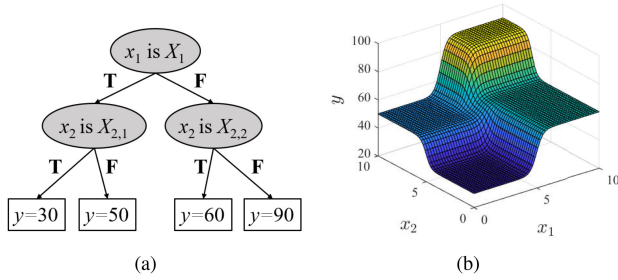 x₁ is X₁
T F
x₂ is X₂,₁ x₂ is X₂,₂
T F T F
y=30 y=50 y=60 y=90
(a)
100
80
60
40
20
y
10
5
0
x₂
0
5
10
x₁
(b)